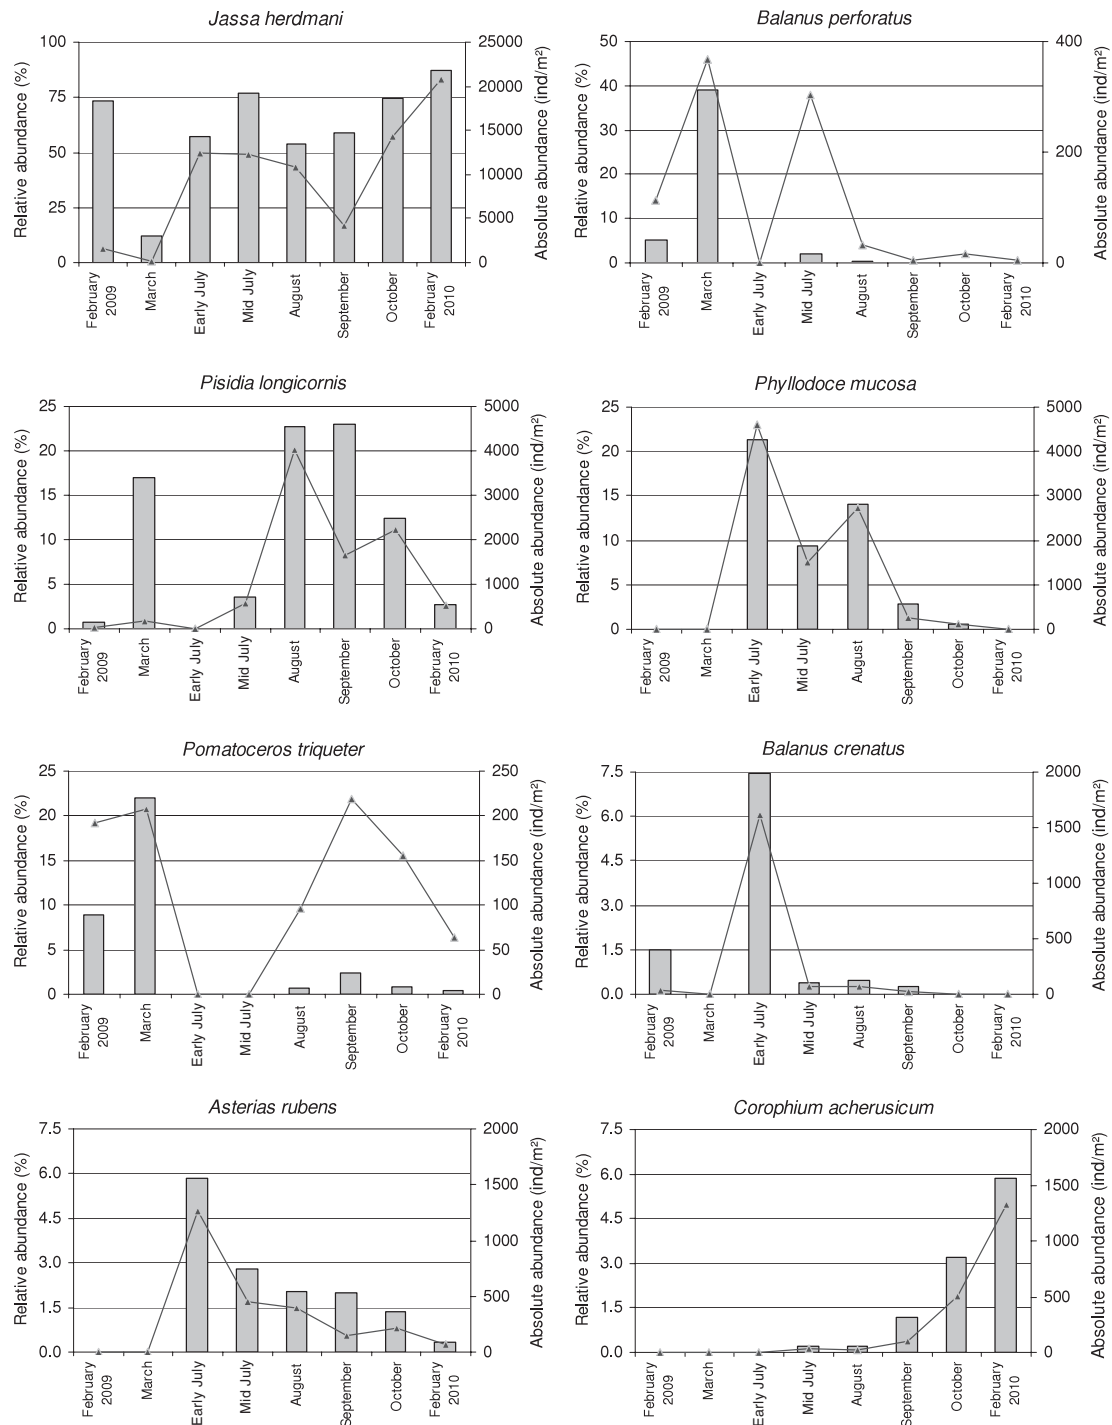 Jassa herdmani
Relative abundance (%)
100
75
50
25
0
25000
20000
15000
10000
5000
0
Absolute abundance (ind/m²)
February 2009
March
Early July
Mid July
August
September
October
February 2010
Balanus perforatus
Relative abundance (%)
50
40
30
20
10
0
400
200
0
Absolute abundance (ind/m²)
February 2009
March
Early July
Mid July
August
September
October
February 2010
Pisidia longicornis
Relative abundance (%)
25
20
15
10
5
0
5000
4000
3000
2000
1000
0
Absolute abundance (ind/m²)
February 2009
March
Early July
Mid July
August
September
October
February 2010
Phyllodoce mucosa
Relative abundance (%)
25
20
15
10
5
0
5000
4000
3000
2000
1000
0
Absolute abundance (ind/m²)
February 2009
March
Early July
Mid July
August
September
October
February 2010
Pomatoceros triqueter
Relative abundance (%)
25
20
15
10
5
0
250
200
150
100
50
0
Absolute abundance (ind/m²)
February 2009
March
Early July
Mid July
August
September
October
February 2010
Balanus crenatus
Relative abundance (%)
7.5
6.0
4.5
3.0
1.5
0.0
2000
1500
1000
500
0
Absolute abundance (ind/m²)
February 2009
March
Early July
Mid July
August
September
October
February 2010
Asterias rubens
Relative abundance (%)
7.5
6.0
4.5
3.0
1.5
0.0
2000
1500
1000
500
0
Absolute abundance (ind/m²)
February 2009
March
Early July
Mid July
August
September
October
February 2010
Corophium acherusicum
Relative abundance (%)
7.5
6.0
4.5
3.0
1.5
0.0
2000
1500
1000
500
0
Absolute abundance (ind/m²)
February 2009
March
Early July
Mid July
August
September
October
February 2010